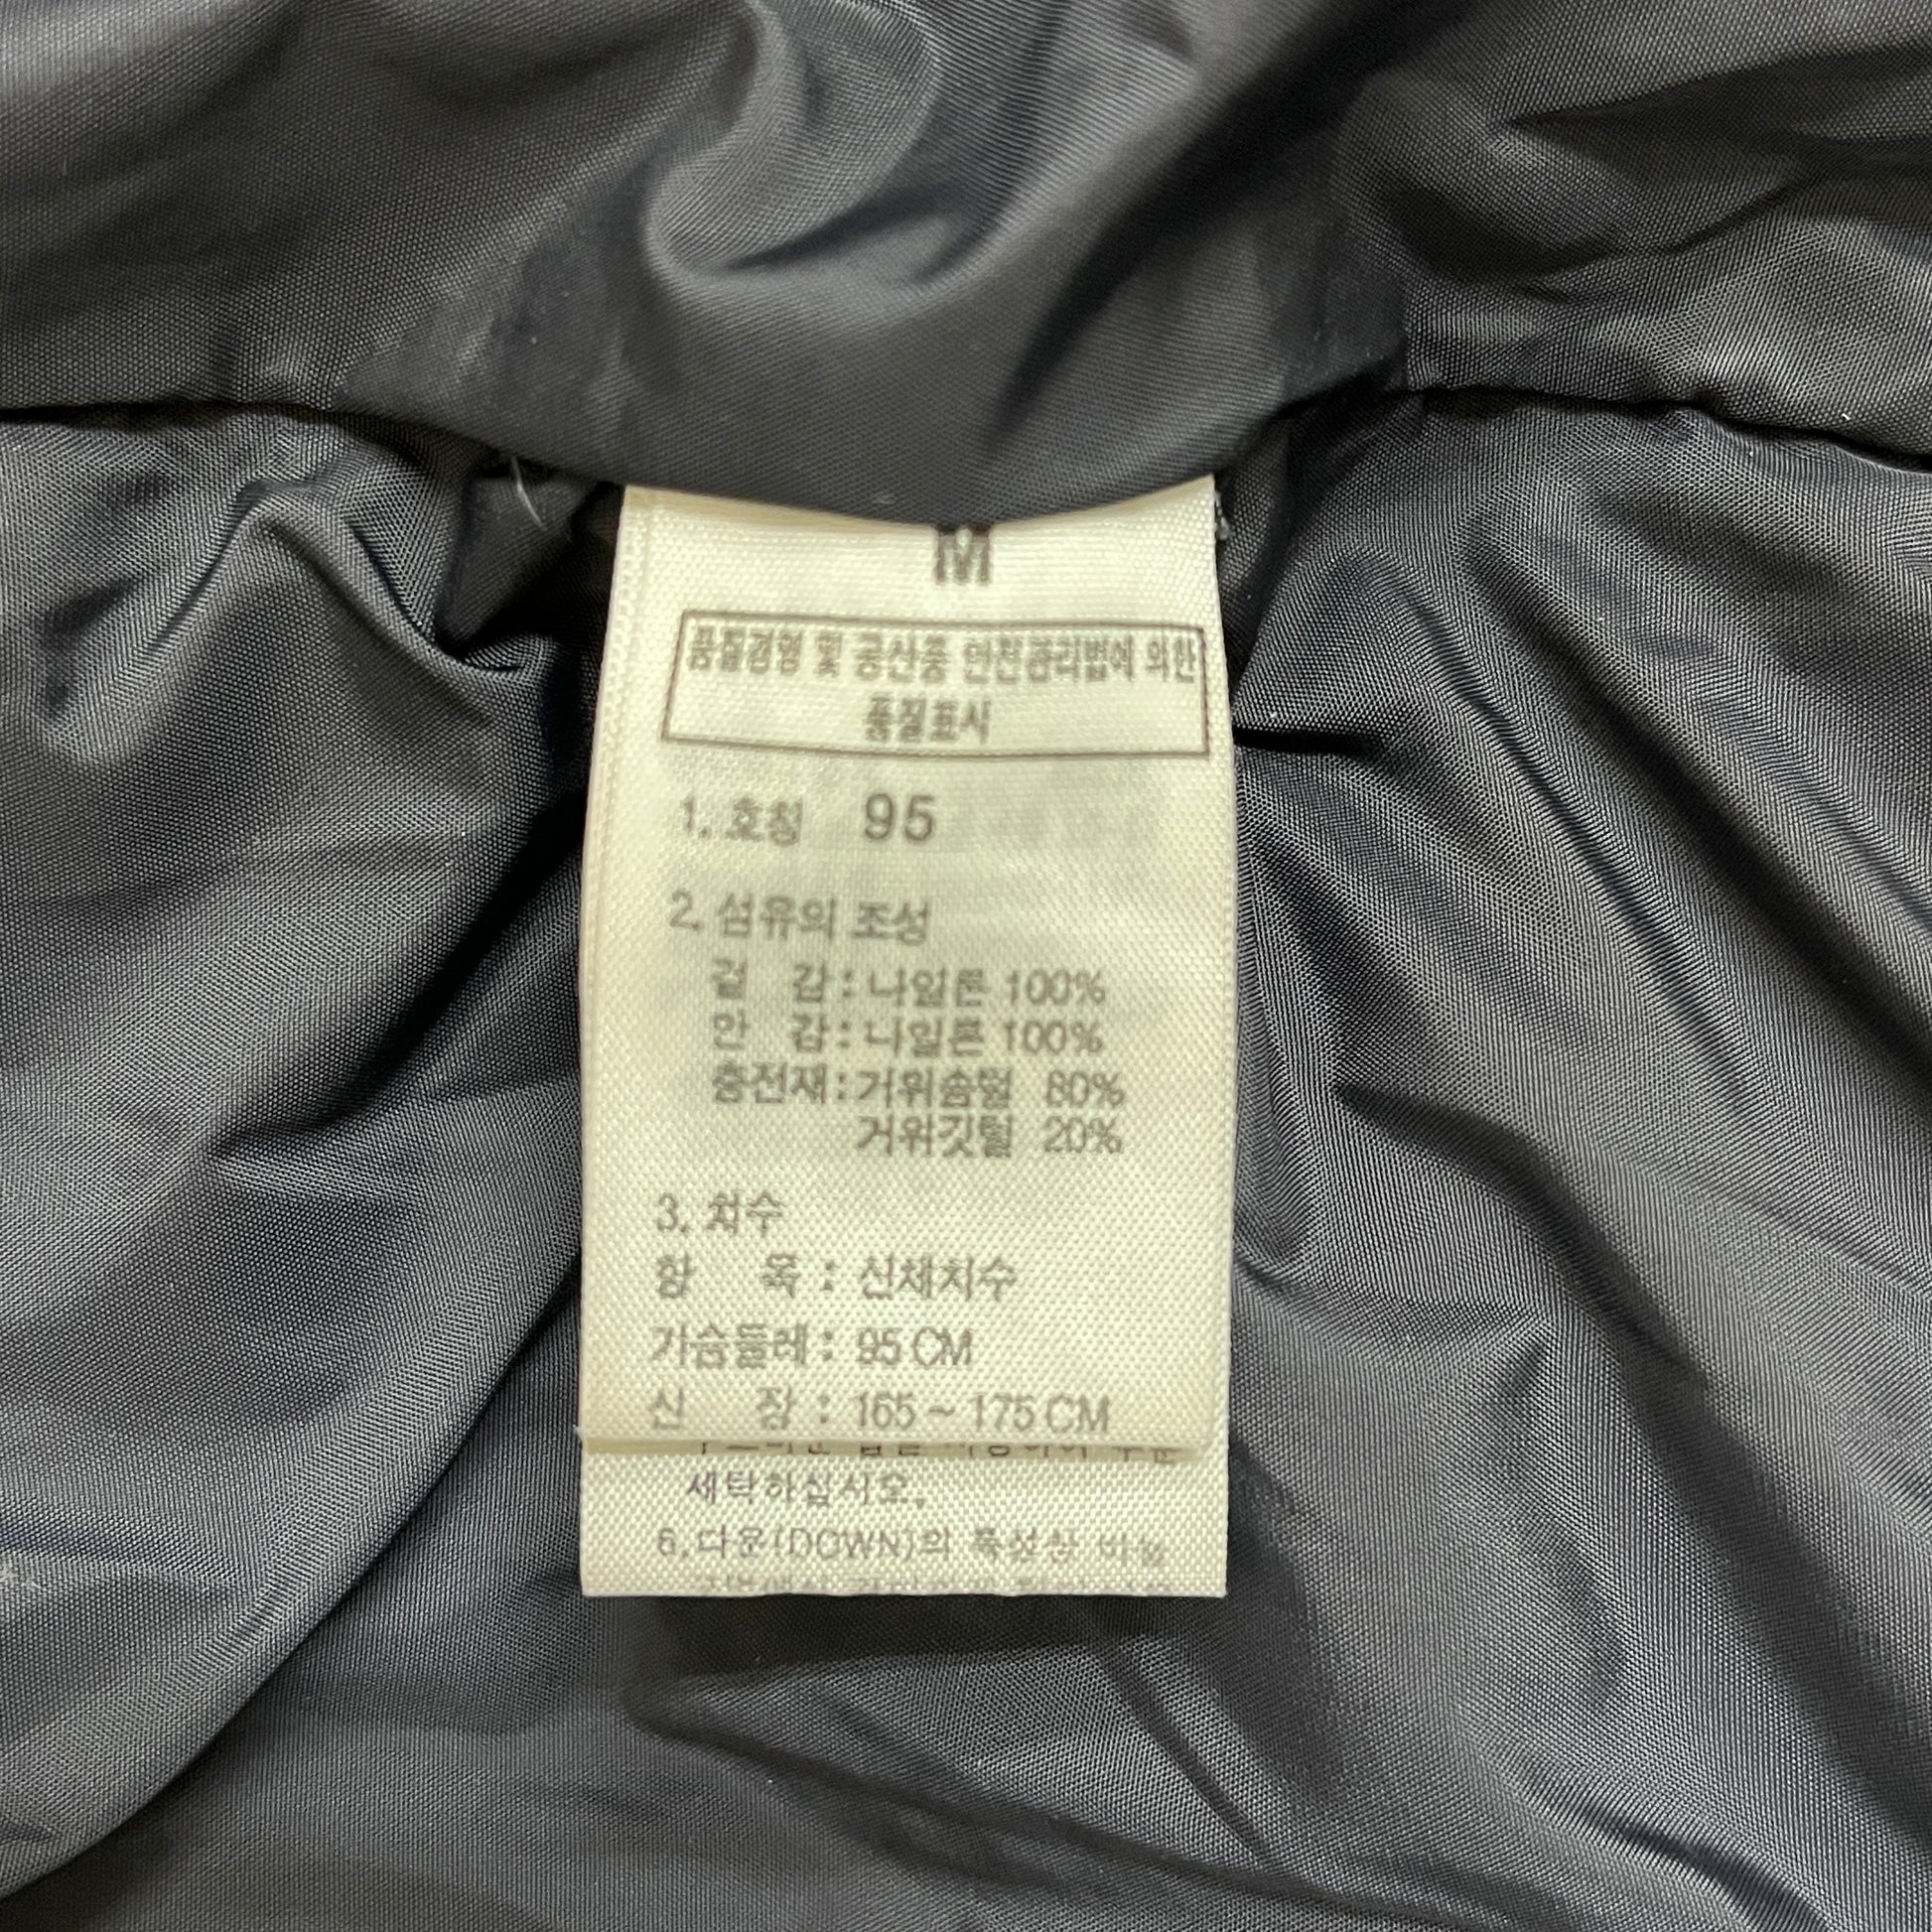 M
품질경영 및 공산품 안전관리법에 의한
품질표시
1. 호칭 95
2. 섬유의 조성
겉 감 : 나일론 100%
안 감 : 나일론 100%
충전재 : 거위솜털 80%
거위깃털 20%
3. 치수
항 목 : 신체치수
가슴둘레 : 95 CM
신 장 : 165 ~ 175 CM
세탁하십시오.
6. 다운(DOWN)의 특성상